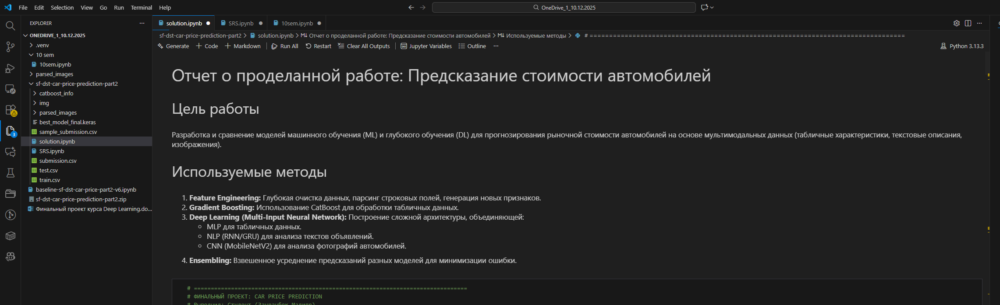 File Edit Selection View Go Run Terminal Help
OneDrive_1_10.12.2025
EXPLORER
ONEDRIVE_1_10.12.2025
.venv
10 sem
10sem.ipynb
parsed_images
sf-dst-car-price-prediction-part2
catboost_info
img
parsed_images
best_model_final.keras
sample_submission.csv
solution.ipynb
SRS.ipynb
submission.csv
test.csv
train.csv
baseline-sf-dst-car-price-part2-v6.ipynb
sf-dst-car-price-prediction-part2.zip
Финальный проект курса Deep Learning.do...
3
solution.ipynb SRS.ipynb 10sem.ipynb
sf-dst-car-price-prediction-part2 > solution.ipynb > M↓ Отчет о проделанной работе: Предсказание стоимости автомобилей > M↓ Используемые методы > # ==========================================================================================
Generate + Code + Markdown | Run All Restart Clear All Outputs | Jupyter Variables Outline ...
Python 3.13.3
Отчет о проделанной работе: Предсказание стоимости автомобилей
Цель работы
Разработка и сравнение моделей машинного обучения (ML) и глубокого обучения (DL) для прогнозирования рыночной стоимости автомобилей на основе мультимодальных данных (табличные характеристики, текстовые описания,
изображения).
Используемые методы
1. Feature Engineering: Глубокая очистка данных, парсинг строковых полей, генерация новых признаков.
2. Gradient Boosting: Использование CatBoost для обработки табличных данных.
3. Deep Learning (Multi-Input Neural Network): Построение сложной архитектуры, объединяющей:
MLP для табличных данных.
NLP (RNN/GRU) для анализа текстов объявлений.
CNN (MobileNetV2) для анализа фотографий автомобилей.
4. Ensembling: Взвешенное усреднение предсказаний разных моделей для минимизации ошибки.
# =================================================================================
# ФИНАЛЬНЫЙ ПРОЕКТ: CAR PRICE PREDICTION
# Выполнил: Студент